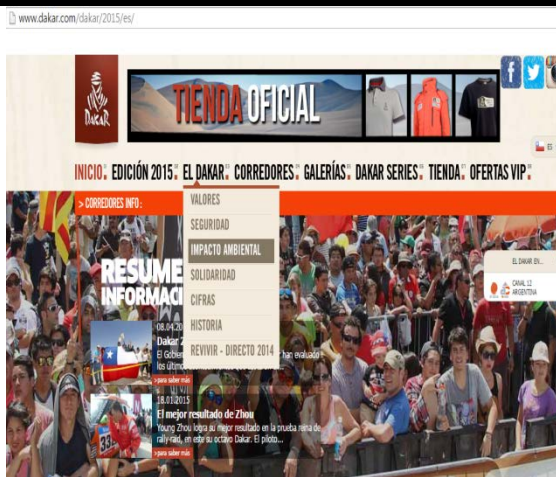 www.dakar.com/dakar/2015/es/
DAKAR
TIENDA OFICIAL
ES
INICIO: EDICIÓN 2015: EL DAKAR: CORREDORES: GALERÍAS: DAKAR SERIES: TIENDA: OFERTAS VIP:
> CORREDORES INFO :
VALORES
SEGURIDAD
IMPACTO AMBIENTAL
SOLIDARIDAD
CIFRAS
HISTORIA
REVIVIR - DIRECTO 2014
EL DAKAR EN...
CANAL 12
ARGENTINA
RESUME
INFORMACI
08.04.20
Dakar 2
El Gobier
han evaluado
los último
>para saber más
18.01.2015
El mejor resultado de Zhou
Young Zhou logra su mejor resultado en la prueba reina de
rally-raid, en este su octavo Dakar. El piloto...
>para saber más